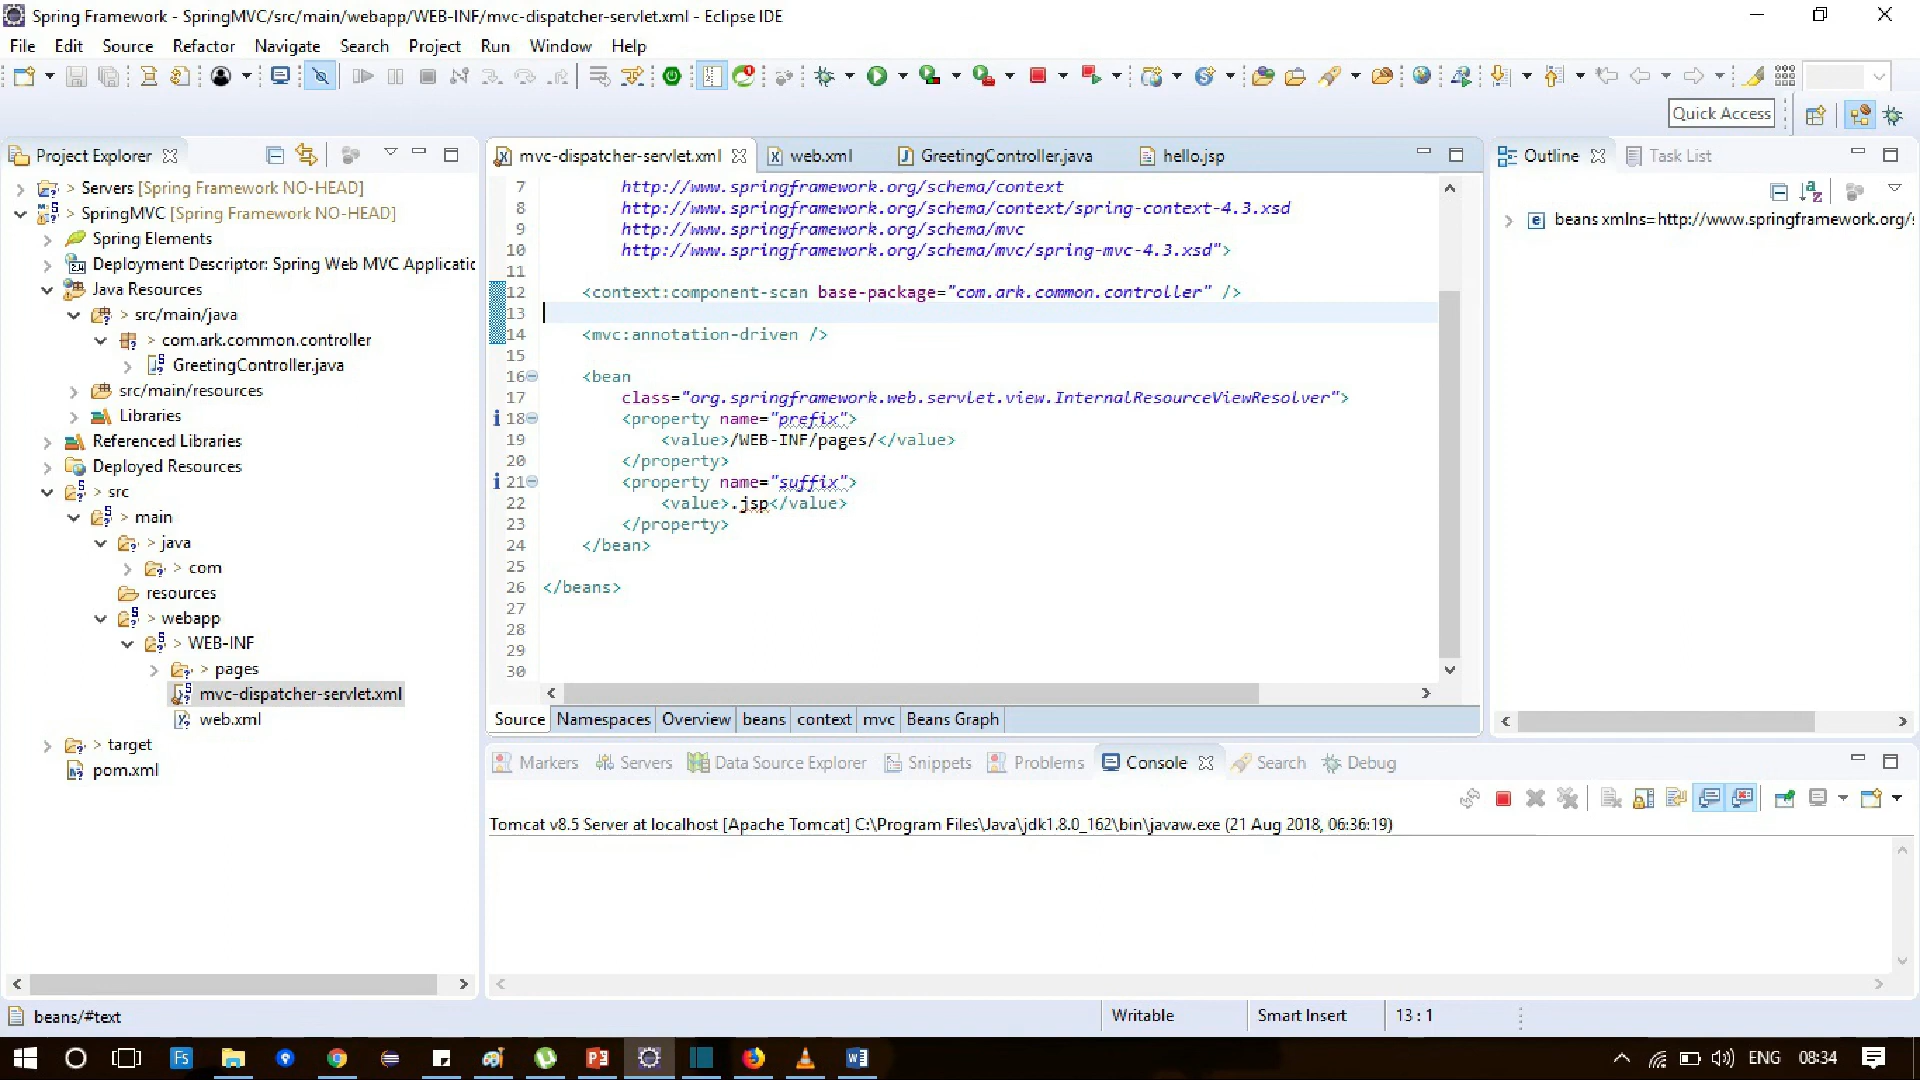 Spring Framework - SpringMVC/src/main/webapp/WEB-INF/mvc-dispatcher-servlet.xml - Eclipse IDE
File Edit Source Refactor Navigate Search Project Run Window Help
Quick Access
Project Explorer
> Servers [Spring Framework NO-HEAD]
> SpringMVC [Spring Framework NO-HEAD]
Spring Elements
Deployment Descriptor: Spring Web MVC Applicatic
Java Resources
> src/main/java
> com.ark.common.controller
GreetingController.java
src/main/resources
Libraries
Referenced Libraries
Deployed Resources
> src
> main
> java
> com
resources
> webapp
> WEB-INF
> pages
mvc-dispatcher-servlet.xml
web.xml
> target
pom.xml
mvc-dispatcher-servlet.xml web.xml GreetingController.java hello.jsp
7 http://www.springframework.org/schema/context
8 http://www.springframework.org/schema/context/spring-context-4.3.xsd
9 http://www.springframework.org/schema/mvc
10 http://www.springframework.org/schema/mvc/spring-mvc-4.3.xsd">
11
12 <context:component-scan base-package="com.ark.common.controller" />
13
14 <mvc:annotation-driven />
15
16 <bean
17 class="org.springframework.web.servlet.view.InternalResourceViewResolver">
18 <property name="prefix">
19 <value>/WEB-INF/pages/</value>
20 </property>
21 <property name="suffix">
22 <value>.jsp</value>
23 </property>
24 </bean>
25
26 </beans>
27
28
29
30
Source Namespaces Overview beans context mvc Beans Graph
Outline Task List
beans xmlns=http://www.springframework.org/s
Markers Servers Data Source Explorer Snippets Problems Console Search Debug
Tomcat v8.5 Server at localhost [Apache Tomcat] C:\Program Files\Java\jdk1.8.0_162\bin\javaw.exe (21 Aug 2018, 06:36:19)
beans/#text
Writable Smart Insert 13 : 1
ENG 08:34